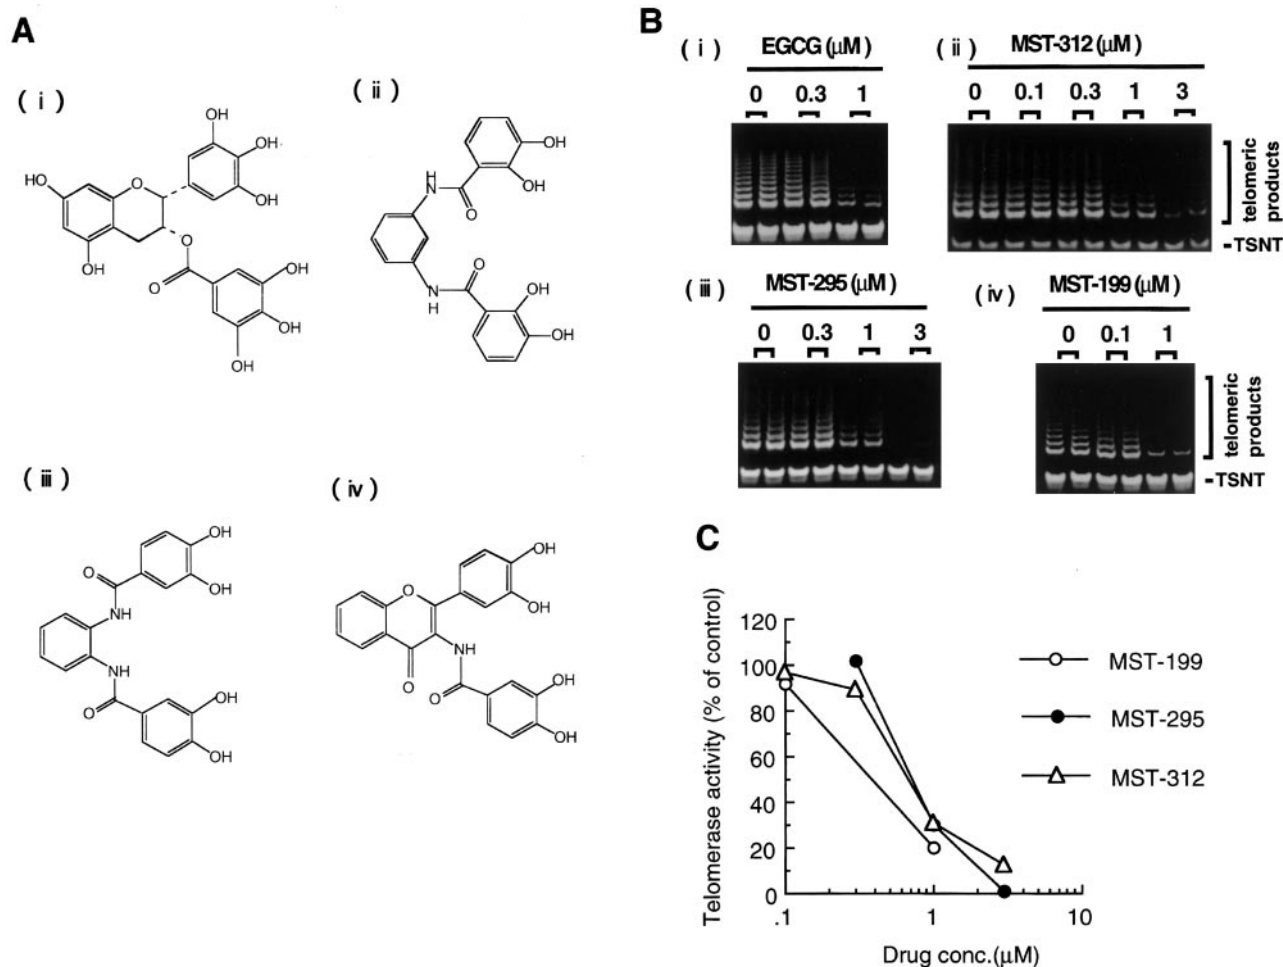 A
( i )
OH
OH
HO
O
OH
O
OH
O
OH
OH
OH
( ii )
OH
OH
H
N
O
O
N
H
OH
OH
( iii )
OH
O
OH
NH
NH
O
OH
OH
( iv )
OH
O
OH
NH
O
O
OH
OH
B
( i )
EGCG (μM)
0 0.3 1
( ii )
MST-312 (μM)
0 0.1 0.3 1 3
telomeric products
-TSNT
( iii )
MST-295 (μM)
0 0.3 1 3
( iv )
MST-199 (μM)
0 0.1 1
telomeric products
-TSNT
C
Telomerase activity (% of control)
120
100
80
60
40
20
0
.1 1 10
Drug conc.(μM)
MST-199
MST-295
MST-312